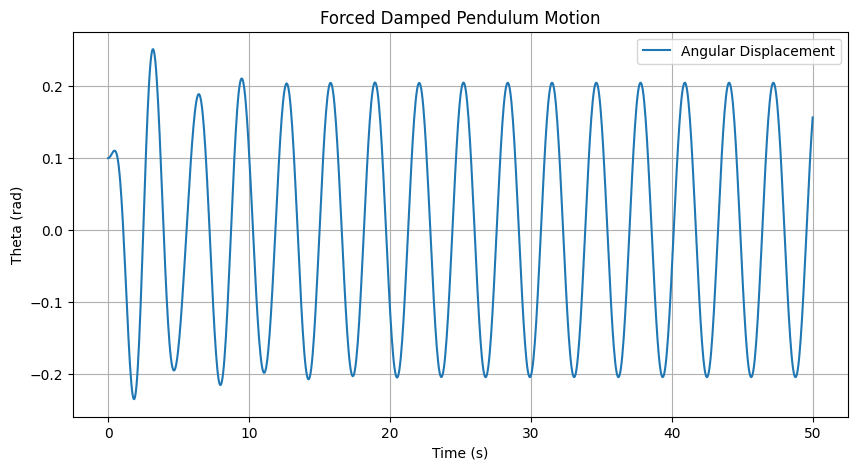 Forced Damped Pendulum Motion
Angular Displacement
Theta (rad)
0.2
0.1
0.0
−0.1
−0.2
0 10 20 30 40 50
Time (s)